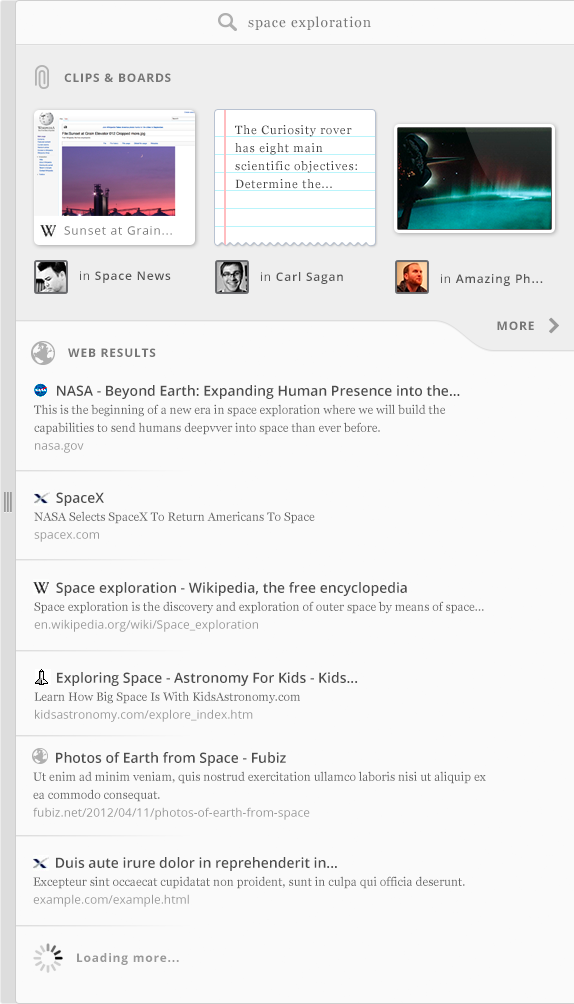 space exploration
CLIPS & BOARDS
The Curiosity rover
has eight main
scientific objectives:
Determine the...
W Sunset at Grain...
in Space News
in Carl Sagan
in Amazing Ph...
MORE
WEB RESULTS
NASA - Beyond Earth: Expanding Human Presence into the...
This is the beginning of a new era in space exploration where we will build the
capabilities to send humans deepvver into space than ever before.
nasa.gov
SpaceX
NASA Selects SpaceX To Return Americans To Space
spacex.com
W Space exploration - Wikipedia, the free encyclopedia
Space exploration is the discovery and exploration of outer space by means of space...
en.wikipedia.org/wiki/Space_exploration
Exploring Space - Astronomy For Kids - Kids...
Learn How Big Space Is With KidsAstronomy.com
kidsastronomy.com/explore_index.htm
Photos of Earth from Space - Fubiz
Ut enim ad minim veniam, quis nostrud exercitation ullamco laboris nisi ut aliquip ex
ea commodo consequat.
fubiz.net/2012/04/11/photos-of-earth-from-space
Duis aute irure dolor in reprehenderit in...
Excepteur sint occaecat cupidatat non proident, sunt in culpa qui officia deserunt.
example.com/example.html
Loading more...